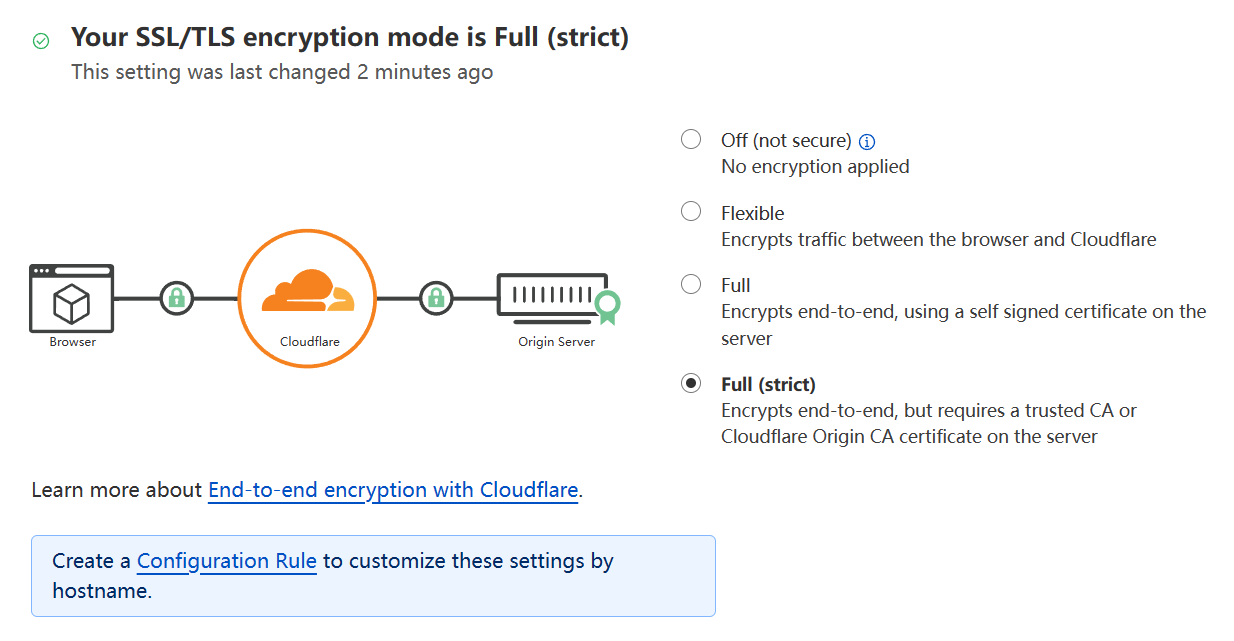 Your SSL/TLS encryption mode is Full (strict)
This setting was last changed 2 minutes ago
Browser
Cloudflare
Origin Server
Off (not secure)
No encryption applied
Flexible
Encrypts traffic between the browser and Cloudflare
Full
Encrypts end-to-end, using a self signed certificate on the
server
Full (strict)
Encrypts end-to-end, but requires a trusted CA or
Cloudflare Origin CA certificate on the server
Learn more about End-to-end encryption with Cloudflare.
Create a Configuration Rule to customize these settings by
hostname.